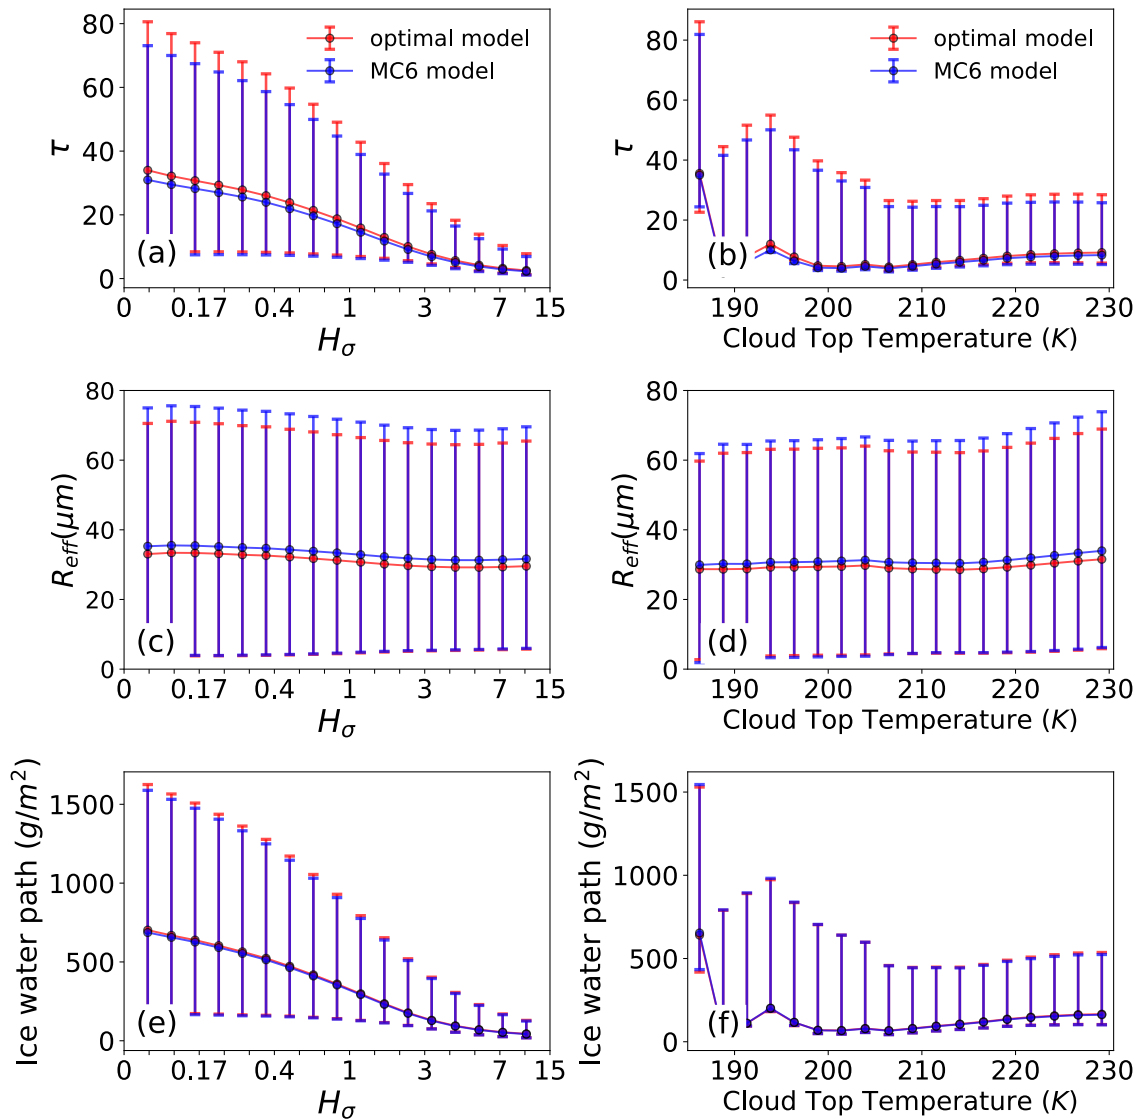 80
60
40
20
0
τ
optimal model
MC6 model
(a)
0 0.17 0.4 1 3 7 15
H_σ
80
60
40
20
0
τ
optimal model
MC6 model
(b)
190 200 210 220 230
Cloud Top Temperature (K)
80
60
40
20
0
R_eff(μm)
(c)
0 0.17 0.4 1 3 7 15
H_σ
80
60
40
20
0
R_eff(μm)
(d)
190 200 210 220 230
Cloud Top Temperature (K)
1500
1000
500
0
Ice water path (g/m²)
(e)
0 0.17 0.4 1 3 7 15
H_σ
1500
1000
500
0
Ice water path (g/m²)
(f)
190 200 210 220 230
Cloud Top Temperature (K)